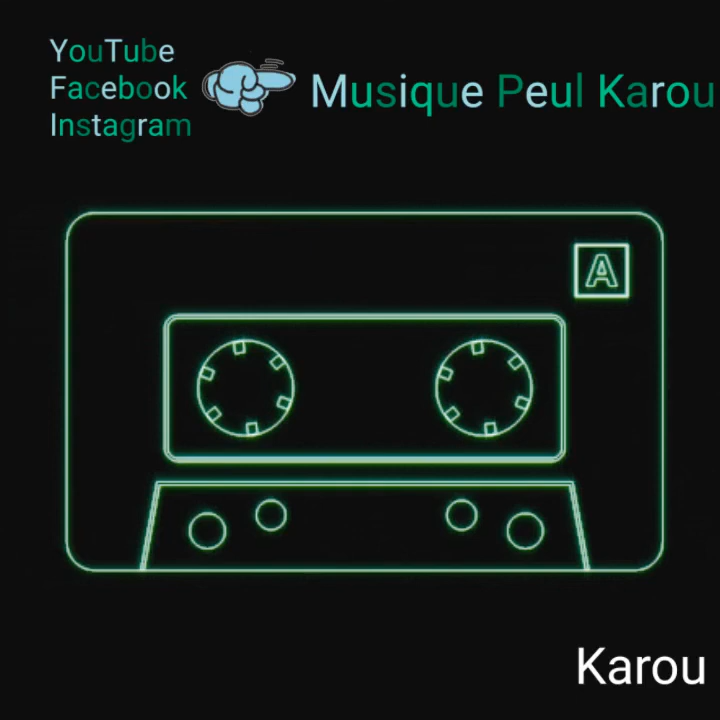 YouTube
Facebook
Instagram
Musique Peul Karou
A
Karou